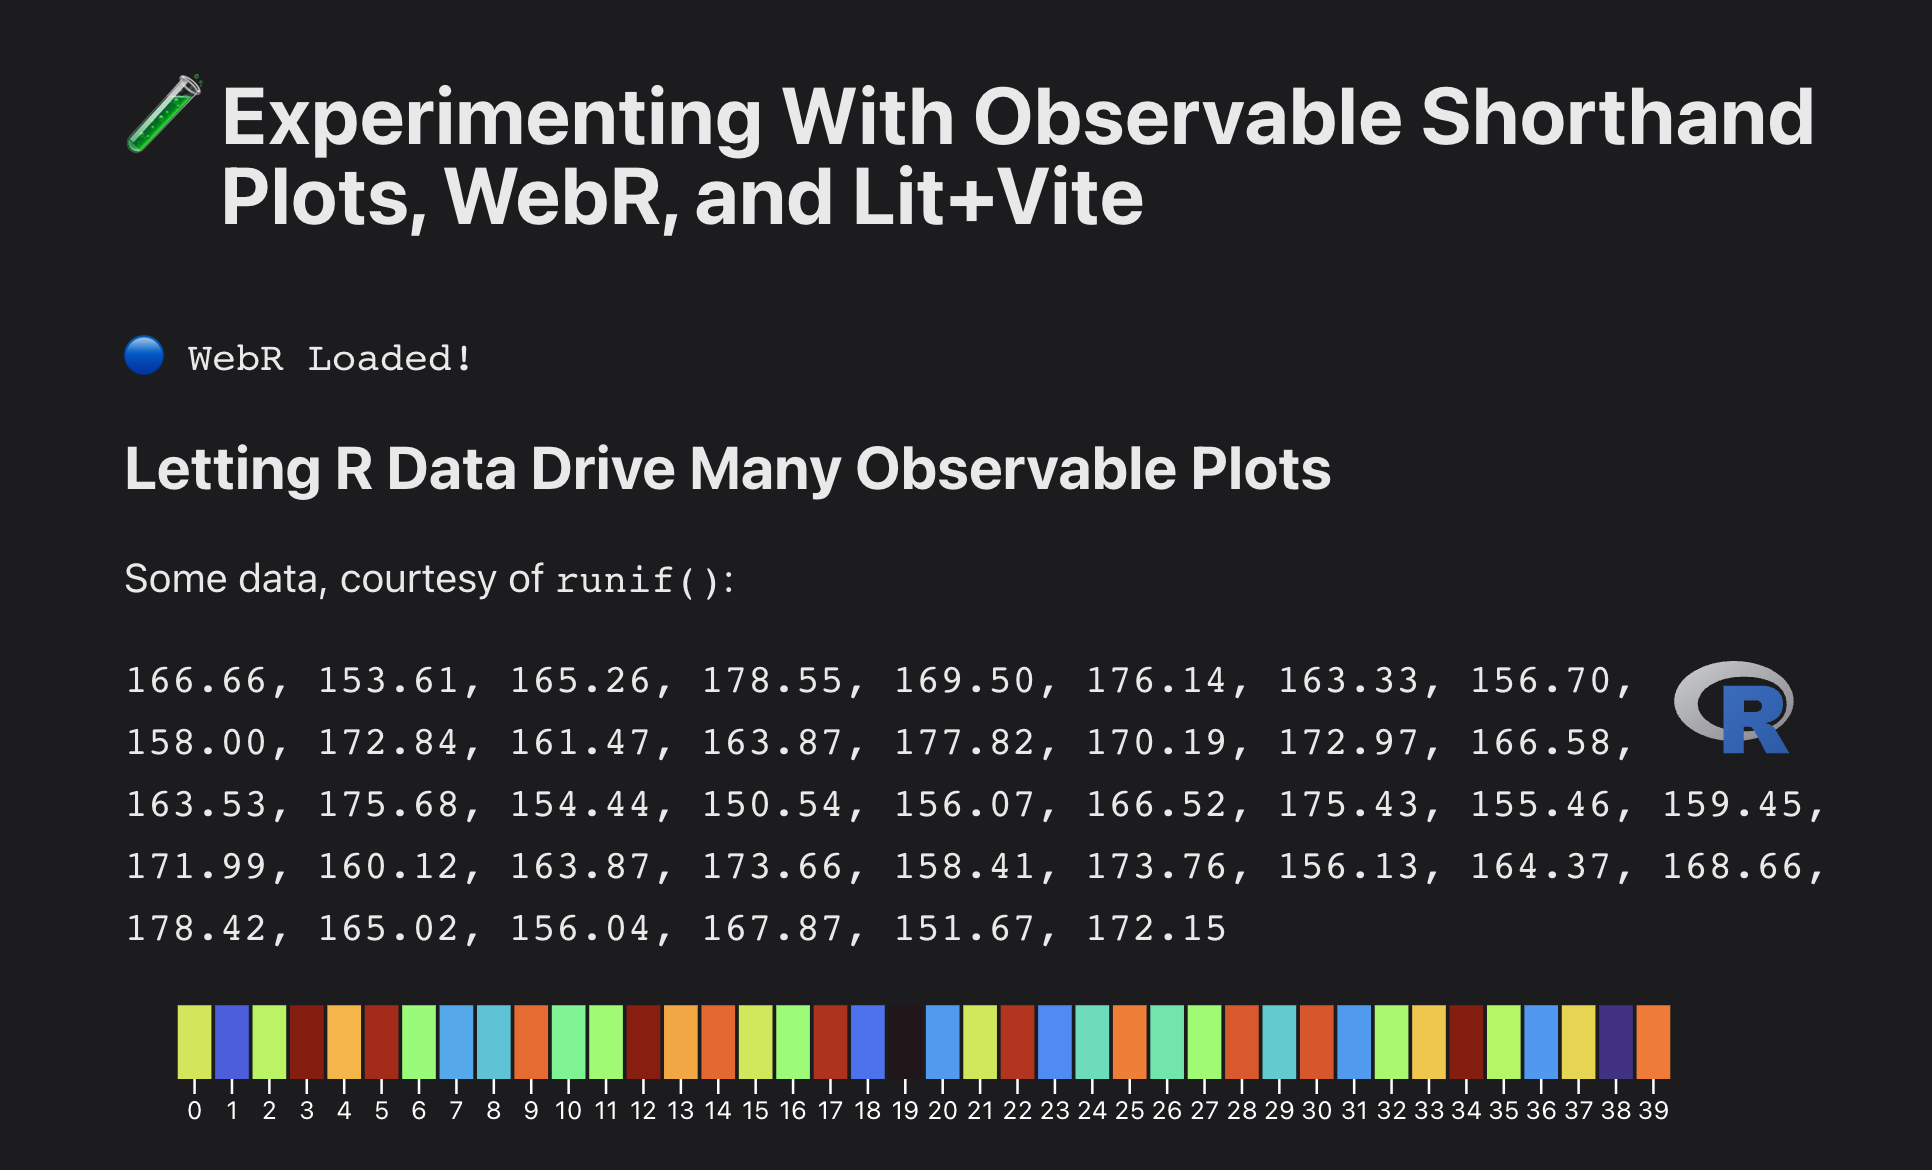 Experimenting With Observable Shorthand
Plots, WebR, and Lit+Vite
WebR Loaded!
Letting R Data Drive Many Observable Plots
Some data, courtesy of runif():
166.66, 153.61, 165.26, 178.55, 169.50, 176.14, 163.33, 156.70,
R
158.00, 172.84, 161.47, 163.87, 177.82, 170.19, 172.97, 166.58,
163.53, 175.68, 154.44, 150.54, 156.07, 166.52, 175.43, 155.46, 159.45,
171.99, 160.12, 163.87, 173.66, 158.41, 173.76, 156.13, 164.37, 168.66,
178.42, 165.02, 156.04, 167.87, 151.67, 172.15
0 1 2 3 4 5 6 7 8 9 10 11 12 13 14 15 16 17 18 19 20 21 22 23 24 25 26 27 28 29 30 31 32 33 34 35 36 37 38 39